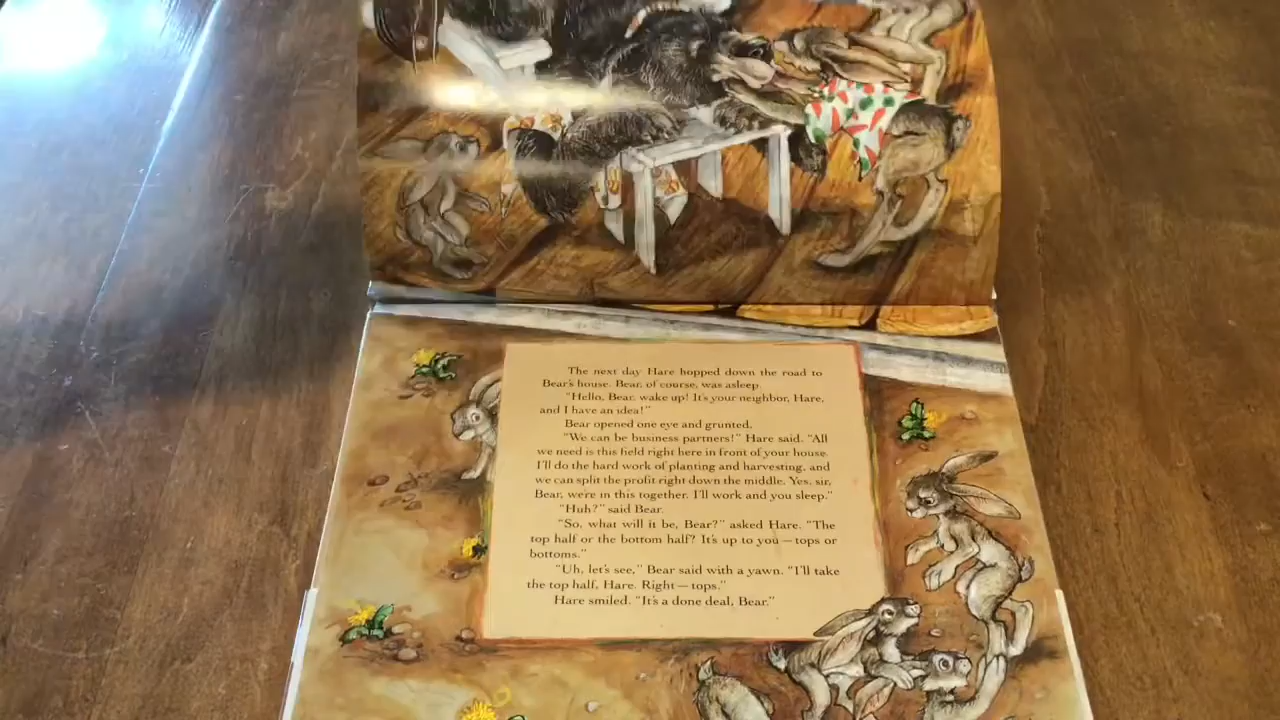 The next day Hare hopped down the road to
Bear's house. Bear, of course, was asleep.
"Hello, Bear, wake up! It's your neighbor, Hare,
and I have an idea!"
Bear opened one eye and grunted.
"We can be business partners!" Hare said. "All
we need is this field right here in front of your house.
I'll do the hard work of planting and harvesting, and
we can split the profit right down the middle. Yes, sir,
Bear, we're in this together. I'll work and you sleep."
"Huh?" said Bear.
"So, what will it be, Bear?" asked Hare. "The
top half or the bottom half? It's up to you — tops or
bottoms."
"Uh, let's see," Bear said with a yawn. "I'll take
the top half, Hare. Right — tops."
Hare smiled. "It's a done deal, Bear."